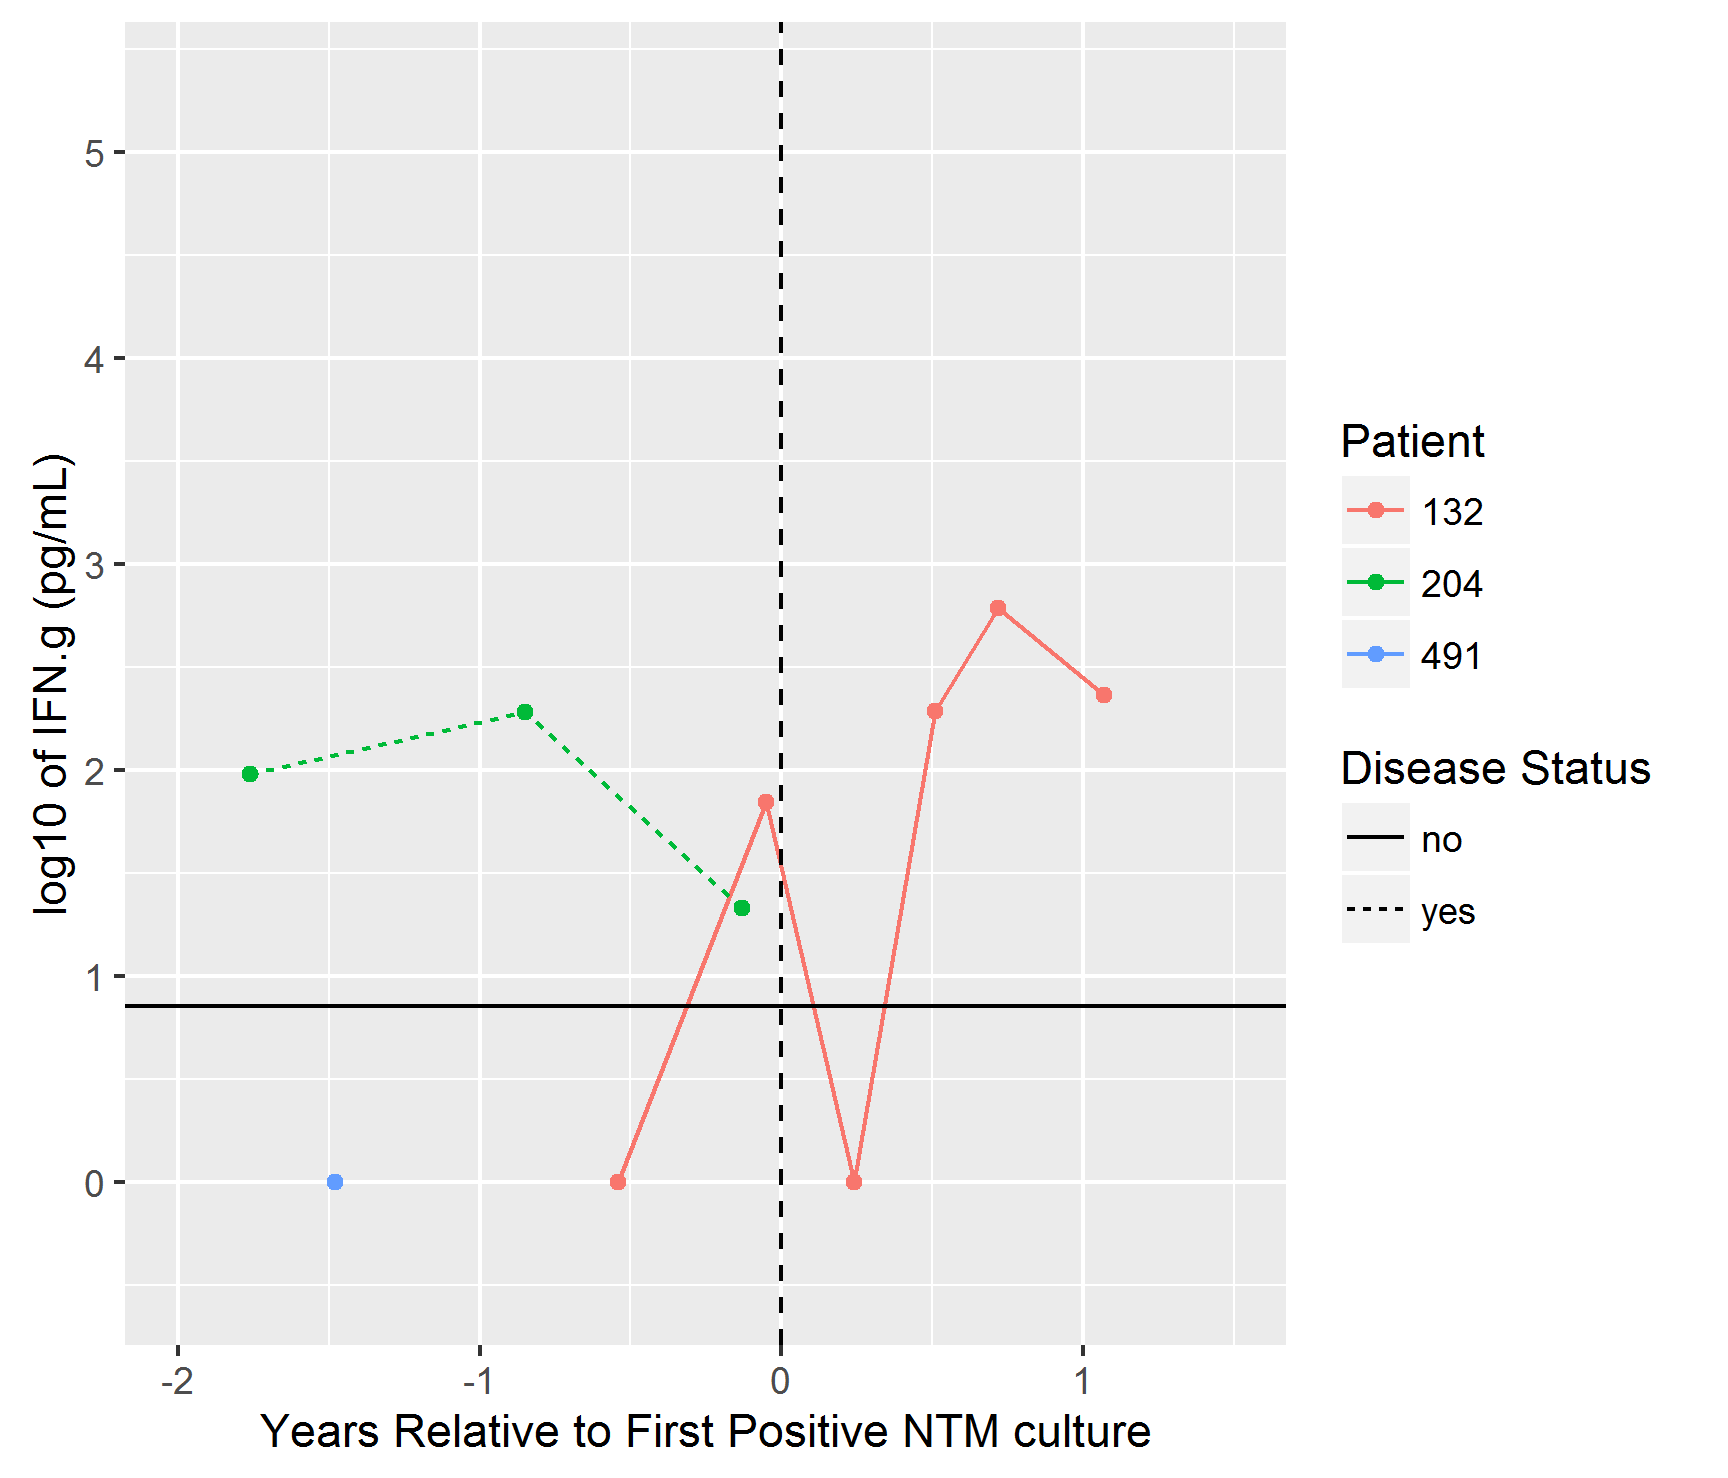 log10 of IFN.g (pg/mL)
5
4
3
2
1
0
-2
-1
0
1
Years Relative to First Positive NTM culture
Patient
132
204
491
Disease Status
no
yes